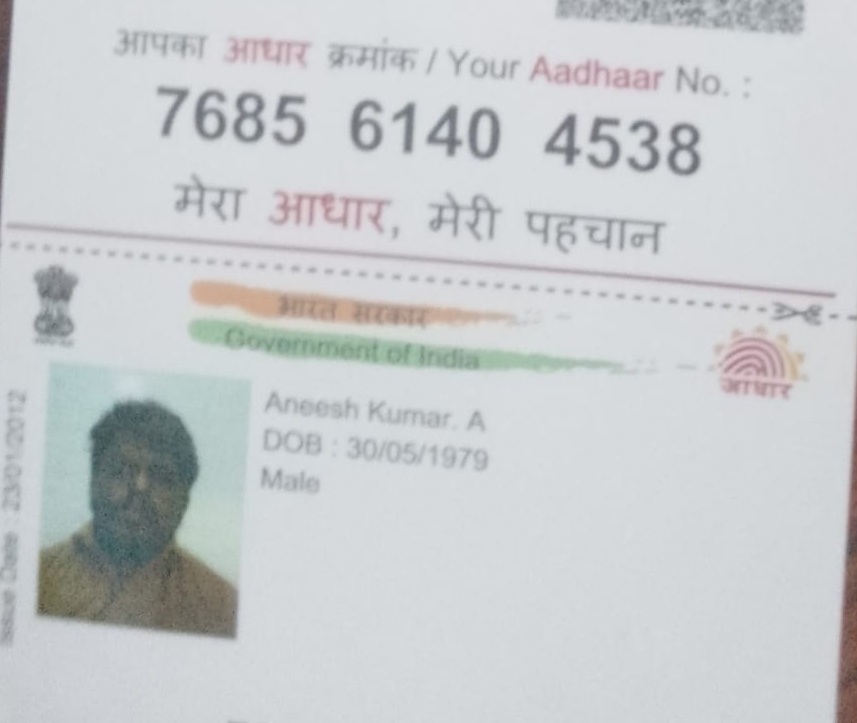 आपका आधार क्रमांक / Your Aadhaar No. :
7685 6140 4538
मेरा आधार, मेरी पहचान
भारत सरकार
Government of India
आधार
Aneesh Kumar. A
DOB : 30/05/1979
Male
Issue Date : 23/01/2012